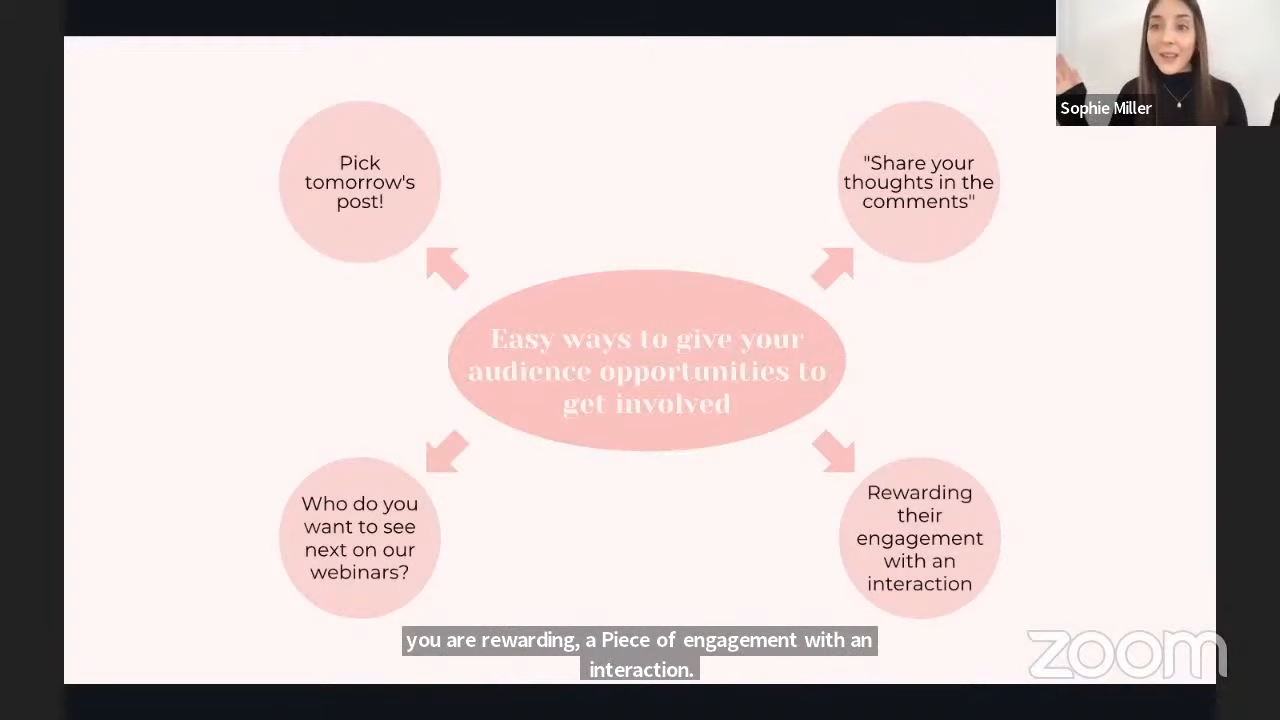 Sophie Miller
Pick
tomorrow's
post!
"Share your
thoughts in the
comments"
Easy ways to give your
audience opportunities to
get involved
Who do you
want to see
next on our
webinars?
Rewarding
their
engagement
with an
interaction
you are rewarding, a Piece of engagement with an
interaction.
zoom